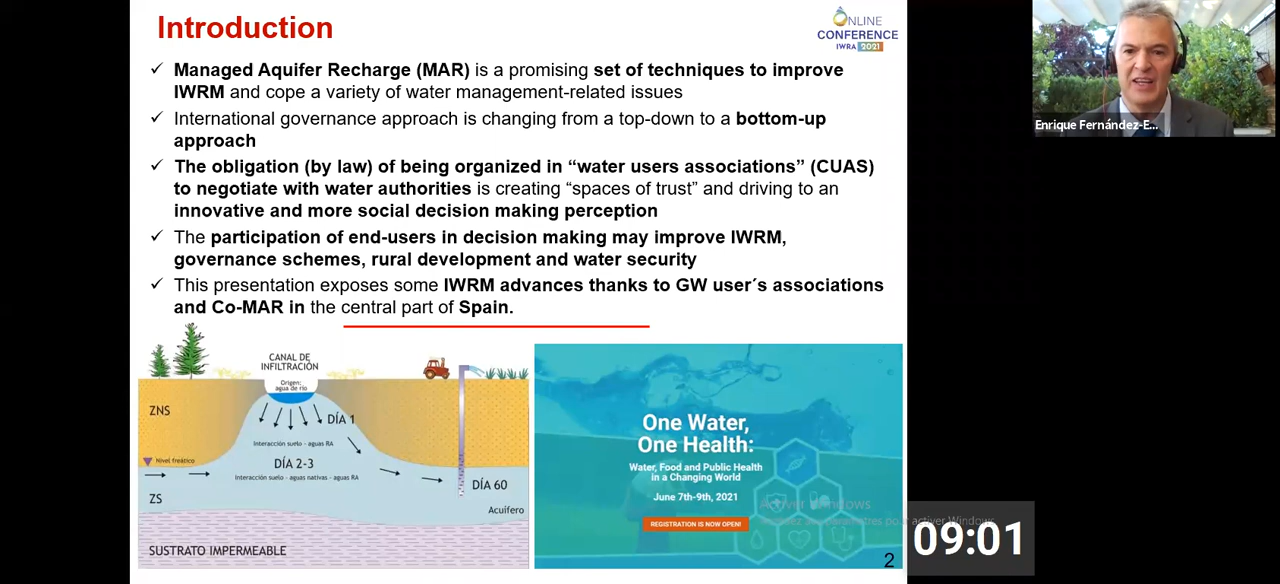 Introduction
ONLINE
CONFERENCE
IWRA 2021
✓ Managed Aquifer Recharge (MAR) is a promising set of techniques to improve
IWRM and cope a variety of water management-related issues
✓ International governance approach is changing from a top-down to a bottom-up
approach
✓ The obligation (by law) of being organized in “water users associations” (CUAS)
to negotiate with water authorities is creating “spaces of trust” and driving to an
innovative and more social decision making perception
✓ The participation of end-users in decision making may improve IWRM,
governance schemes, rural development and water security
✓ This presentation exposes some IWRM advances thanks to GW user´s associations
and Co-MAR in the central part of Spain.
CANAL DE
INFILTRACIÓN
Origen:
agua de río
ZNS
DÍA 1
Interacción suelo - aguas RA
Nivel freático
DÍA 2-3
Interacción suelo - aguas nativas - aguas RA
ZS
DÍA 60
Acuífero
SUSTRATO IMPERMEABLE
One Water,
One Health:
Water, Food and Public Health
in a Changing World
June 7th-9th, 2021
REGISTRATION IS NOW OPEN!
Activer Windows
paramètres pour activer Windows
2
Enrique Fernández-E...
09:01